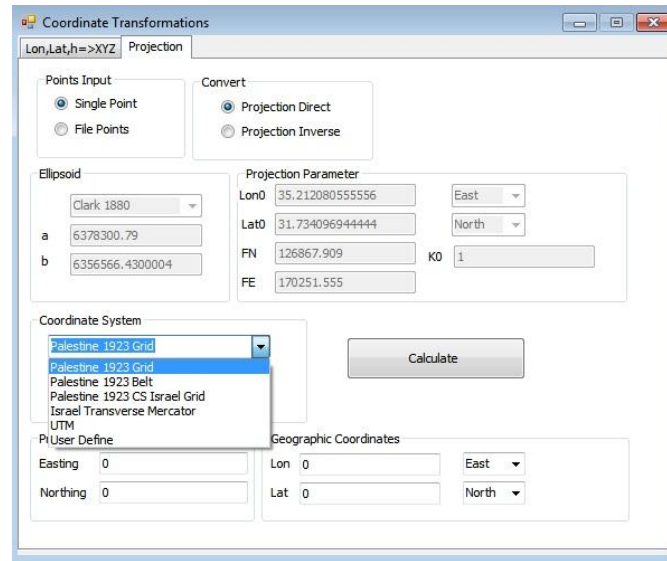 Coordinate Transformations
Lon,Lat,h=>XYZ Projection
Points Input
Single Point
File Points
Convert
Projection Direct
Projection Inverse
Ellipsoid
Clark 1880
a 6378300.79
b 6356566.4300004
Projection Parameter
Lon0 35.212080555556 East
Lat0 31.734096944444 North
FN 126867.909 K0 1
FE 170251.555
Coordinate System
Palestine 1923 Grid
Palestine 1923 Grid
Palestine 1923 Belt
Palestine 1923 CS Israel Grid
Israel Transverse Mercator
UTM
User Define
Calculate
Easting 0
Northing 0
Geographic Coordinates
Lon 0 East
Lat 0 North